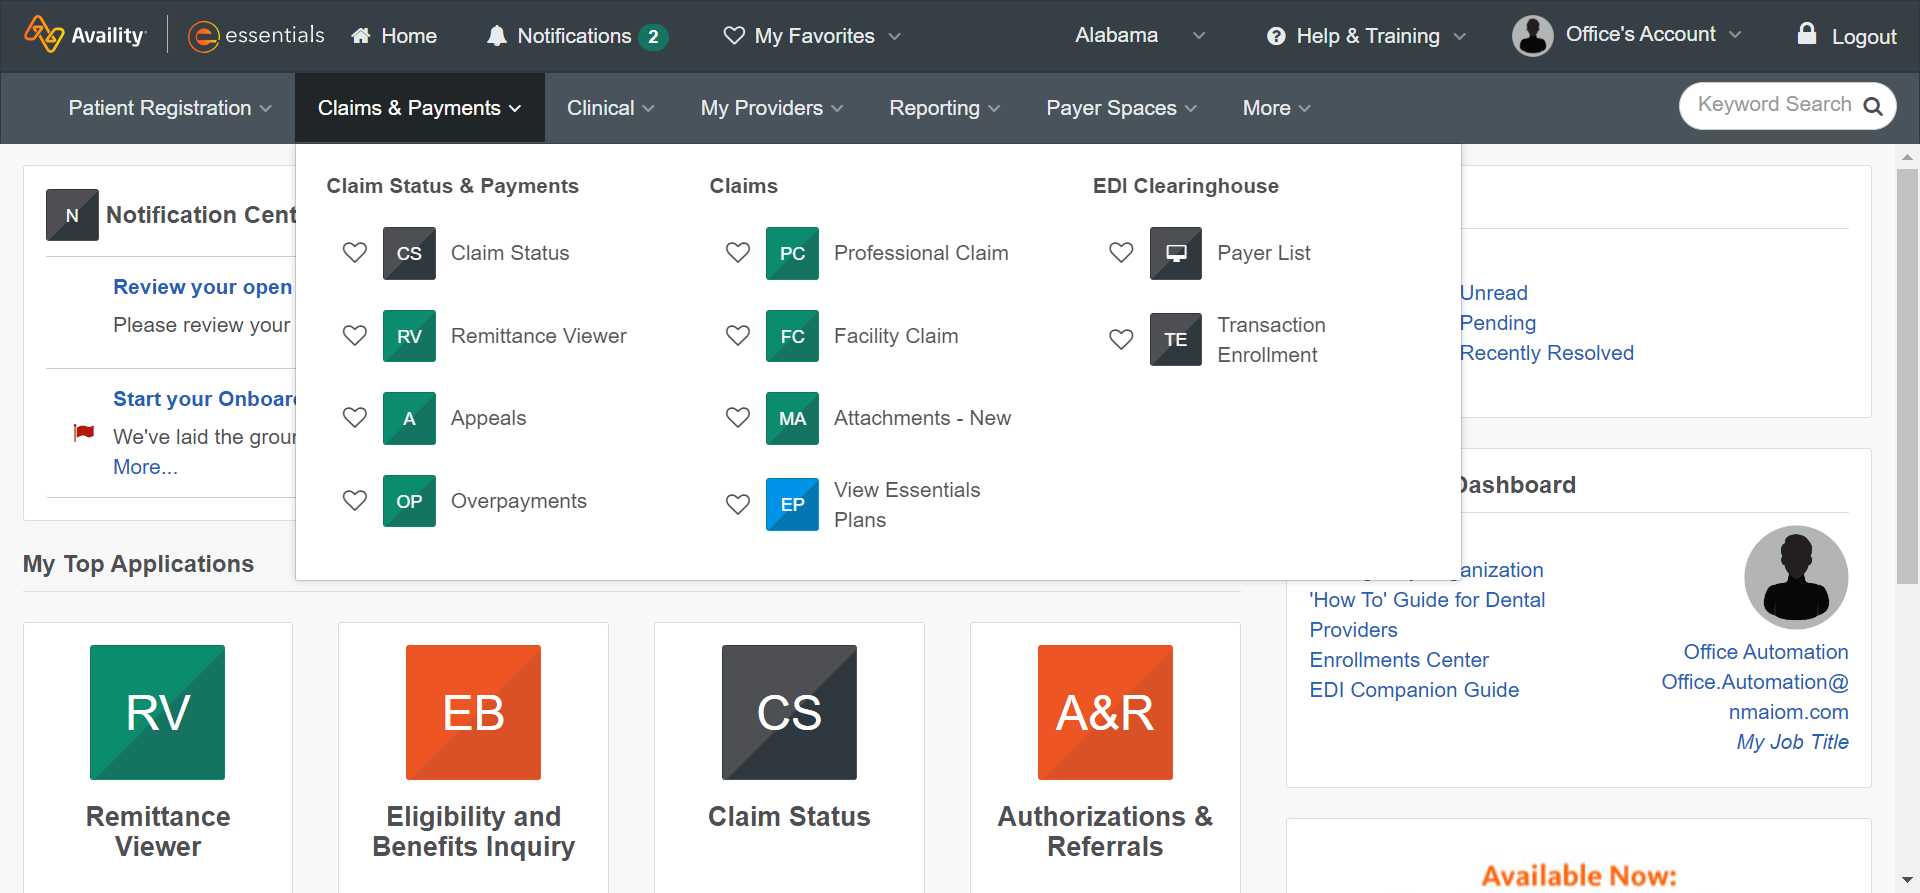 Availity essentials Home Notifications 2 My Favorites Alabama Help & Training Office's Account Logout
Patient Registration Claims & Payments Clinical My Providers Reporting Payer Spaces More Keyword Search
Claim Status & Payments
CS Claim Status
RV Remittance Viewer
A Appeals
OP Overpayments
Claims
PC Professional Claim
FC Facility Claim
MA Attachments - New
EP View Essentials
Plans
EDI Clearinghouse
Payer List
TE Transaction
Enrollment
N Notification Cent
Review your open
Please review your
Start your Onboar
We've laid the grou
More...
Unread
Pending
Recently Resolved
Dashboard
anization
'How To' Guide for Dental
Providers
Enrollments Center
EDI Companion Guide
Office Automation
Office.Automation@
nmaiom.com
My Job Title
My Top Applications
RV
Remittance
Viewer
EB
Eligibility and
Benefits Inquiry
CS
Claim Status
A&R
Authorizations &
Referrals
Available Now: